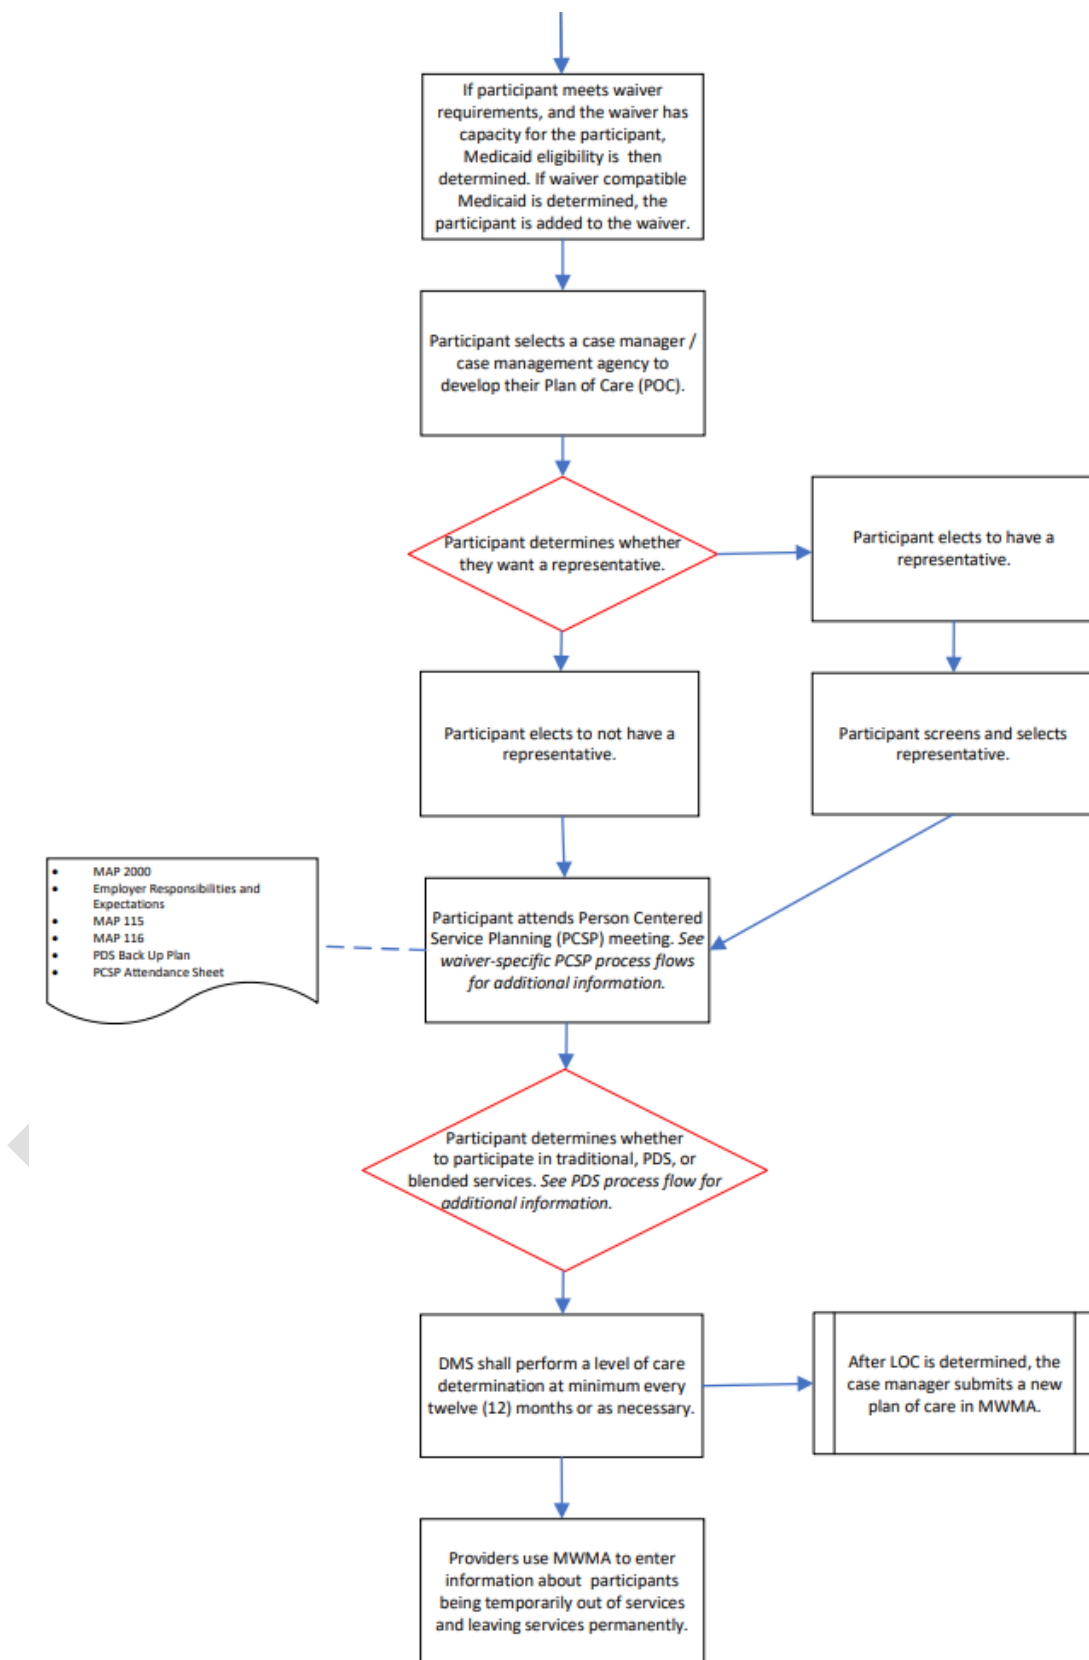 If participant meets waiver
requirements, and the waiver has
capacity for the participant,
Medicaid eligibility is then
determined. If waiver compatible
Medicaid is determined, the
participant is added to the waiver.
Participant selects a case manager /
case management agency to
develop their Plan of Care (POC).
Participant determines whether
they want a representative.
Participant elects to have a
representative.
Participant elects to not have a
representative.
Participant screens and selects
representative.
• MAP 2000
• Employer Responsibilities and
Expectations
• MAP 115
• MAP 116
• PDS Back Up Plan
• PCSP Attendance Sheet
Participant attends Person Centered
Service Planning (PCSP) meeting. See
waiver-specific PCSP process flows
for additional information.
Participant determines whether
to participate in traditional, PDS, or
blended services. See PDS process flow for
additional information.
DMS shall perform a level of care
determination at minimum every
twelve (12) months or as necessary.
After LOC is determined, the
case manager submits a new
plan of care in MWMA.
Providers use MWMA to enter
information about participants
being temporarily out of services
and leaving services permanently.